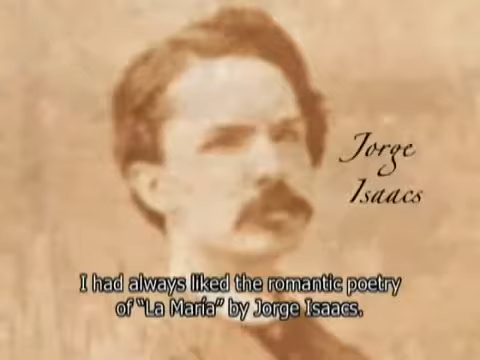 Jorge
Isaacs
I had always liked the romantic poetry
of "La María" by Jorge Isaacs.